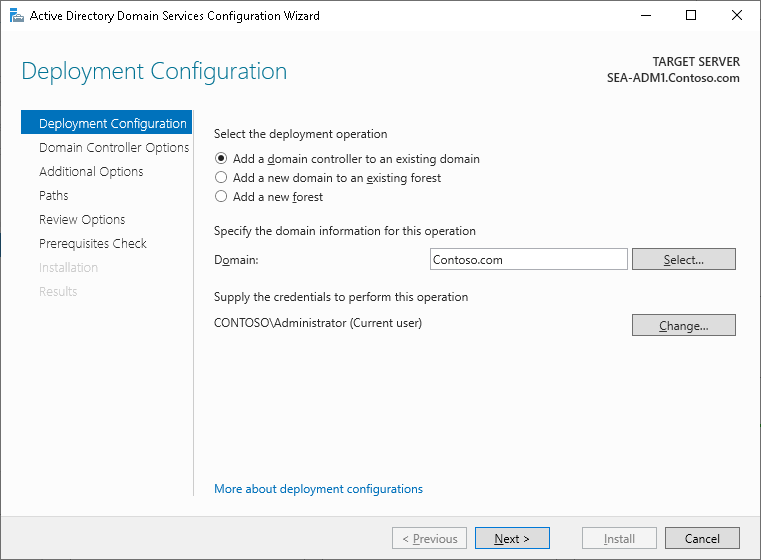 Active Directory Domain Services Configuration Wizard
Deployment Configuration
TARGET SERVER
SEA-ADM1.Contoso.com
Deployment Configuration
Domain Controller Options
Additional Options
Paths
Review Options
Prerequisites Check
Installation
Results
Select the deployment operation
Add a domain controller to an existing domain
Add a new domain to an existing forest
Add a new forest
Specify the domain information for this operation
Domain:
Contoso.com
Select...
Supply the credentials to perform this operation
CONTOSO\Administrator (Current user)
Change...
More about deployment configurations
< Previous
Next >
Install
Cancel